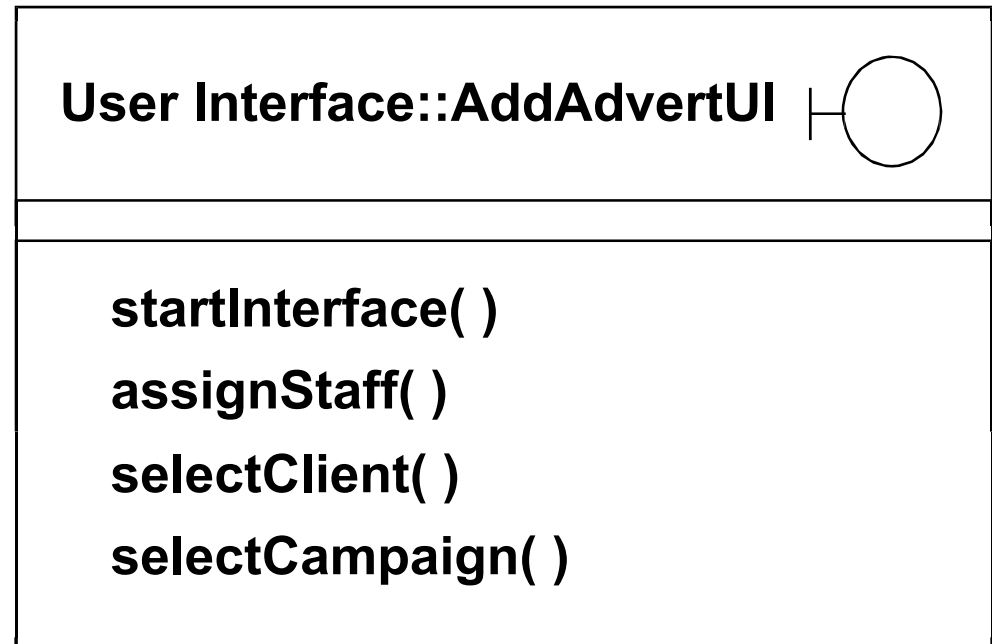 User Interface::AddAdvertUI
startInterface( )
assignStaff( )
selectClient( )
selectCampaign( )